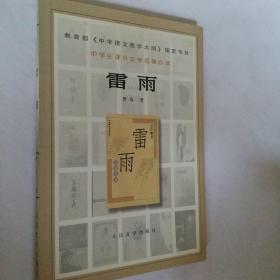 教育部《中学语文教学大纲》指定书目
中学生课外文学名著必读
雷雨
曹禺 著
雷雨
人民文学出版社